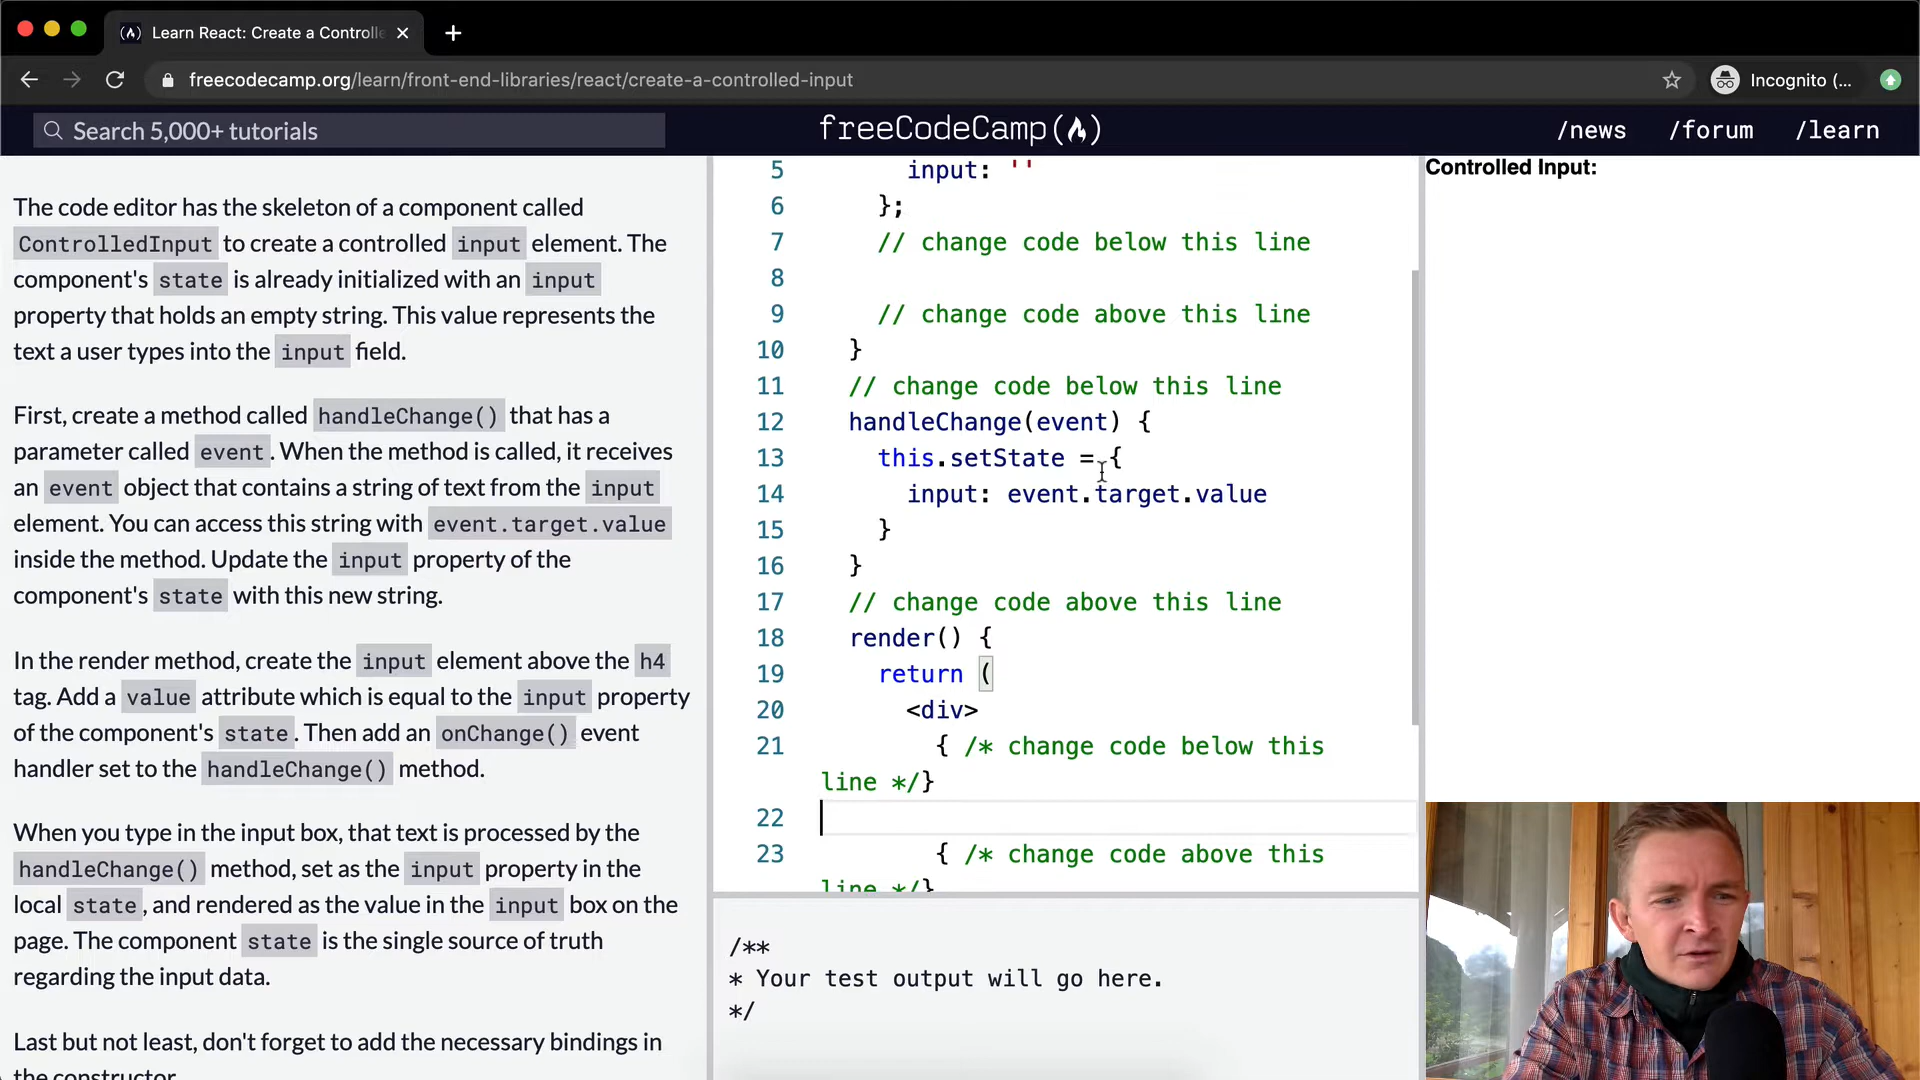 Learn React: Create a Controlle
freecodecamp.org/learn/front-end-libraries/react/create-a-controlled-input
Incognito (...
Search 5,000+ tutorials
freeCodeCamp
/news /forum /learn
The code editor has the skeleton of a component called
ControlledInput to create a controlled input element. The
component's state is already initialized with an input
property that holds an empty string. This value represents the
text a user types into the input field.
First, create a method called handleChange() that has a
parameter called event . When the method is called, it receives
an event object that contains a string of text from the input
element. You can access this string with event.target.value
inside the method. Update the input property of the
component's state with this new string.
In the render method, create the input element above the h4
tag. Add a value attribute which is equal to the input property
of the component's state . Then add an onChange() event
handler set to the handleChange() method.
When you type in the input box, that text is processed by the
handleChange() method, set as the input property in the
local state , and rendered as the value in the input box on the
page. The component state is the single source of truth
regarding the input data.
Last but not least, don't forget to add the necessary bindings in
the constructor.
5 input: ''
6 };
7 // change code below this line
8
9 // change code above this line
10 }
11 // change code below this line
12 handleChange(event) {
13 this.setState = {
14 input: event.target.value
15 }
16 }
17 // change code above this line
18 render() {
19 return (
20 <div>
21 { /* change code below this
line */}
22
23 { /* change code above this
line */}
/**
* Your test output will go here.
*/
Controlled Input: